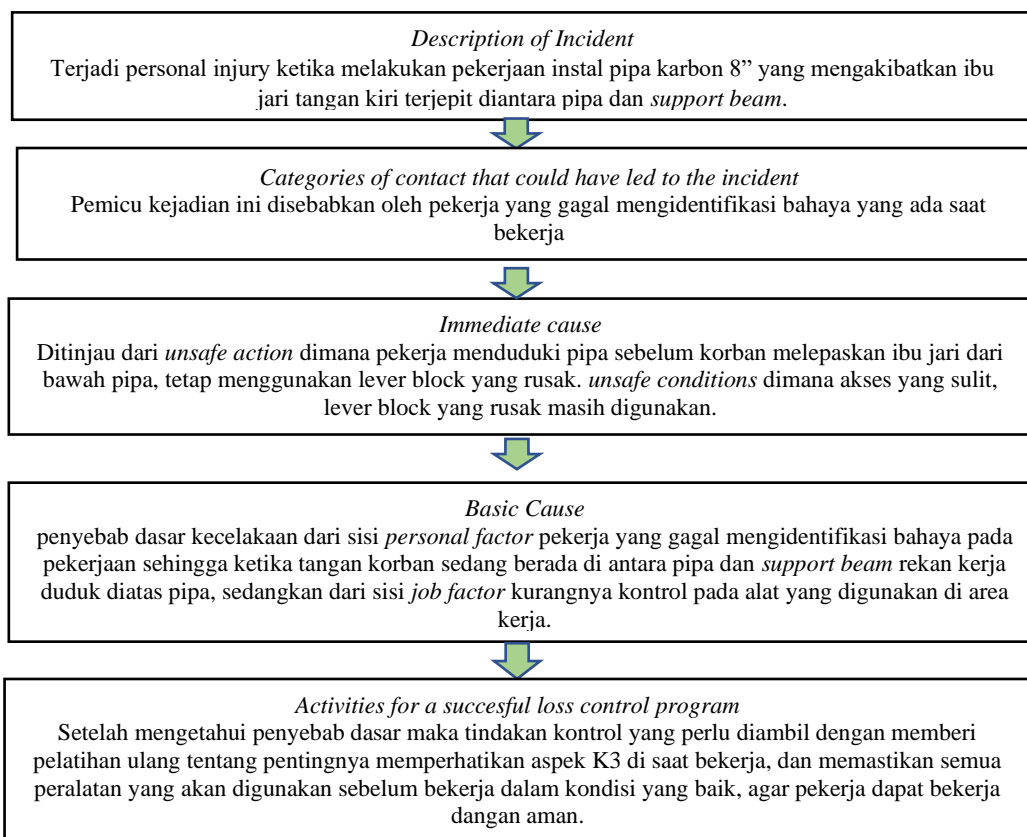 Description of Incident
Terjadi personal injury ketika melakukan pekerjaan instal pipa karbon 8” yang mengakibatkan ibu
jari tangan kiri terjepit diantara pipa dan support beam.
Categories of contact that could have led to the incident
Pemicu kejadian ini disebabkan oleh pekerja yang gagal mengidentifikasi bahaya yang ada saat
bekerja
Immediate cause
Ditinjau dari unsafe action dimana pekerja menduduki pipa sebelum korban melepaskan ibu jari dari
bawah pipa, tetap menggunakan lever block yang rusak. unsafe conditions dimana akses yang sulit,
lever block yang rusak masih digunakan.
Basic Cause
penyebab dasar kecelakaan dari sisi personal factor pekerja yang gagal mengidentifikasi bahaya pada
pekerjaan sehingga ketika tangan korban sedang berada di antara pipa dan support beam rekan kerja
duduk diatas pipa, sedangkan dari sisi job factor kurangnya kontrol pada alat yang digunakan di area
kerja.
Activities for a succesful loss control program
Setelah mengetahui penyebab dasar maka tindakan kontrol yang perlu diambil dengan memberi
pelatihan ulang tentang pentingnya memperhatikan aspek K3 di saat bekerja, dan memastikan semua
peralatan yang akan digunakan sebelum bekerja dalam kondisi yang baik, agar pekerja dapat bekerja
dangan aman.